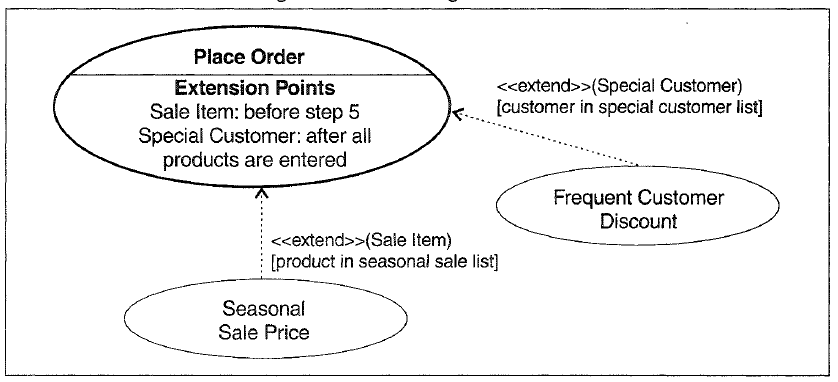 Place Order
Extension Points
Sale Item: before step 5
Special Customer: after all
products are entered
<<extend>>(Special Customer)
[customer in special customer list]
Frequent Customer
Discount
<<extend>>(Sale Item)
[product in seasonal sale list]
Seasonal
Sale Price